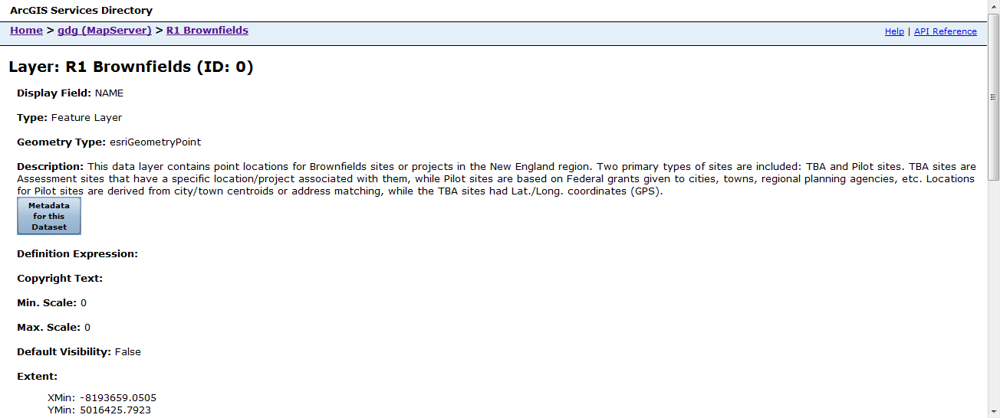 ArcGIS Services Directory
Home > gdg (MapServer) > R1 Brownfields
Help | API Reference
Layer: R1 Brownfields (ID: 0)
Display Field: NAME
Type: Feature Layer
Geometry Type: esriGeometryPoint
Description: This data layer contains point locations for Brownfields sites or projects in the New England region. Two primary types of sites are included: TBA and Pilot sites. TBA sites are
Assessment sites that have a specific location/project associated with them, while Pilot sites are based on Federal grants given to cities, towns, regional planning agencies, etc. Locations
for Pilot sites are derived from city/town centroids or address matching, while the TBA sites had Lat./Long. coordinates (GPS).
Metadata
for this
Dataset
Definition Expression:
Copyright Text:
Min. Scale: 0
Max. Scale: 0
Default Visibility: False
Extent:
XMin: -8193659.0505
YMin: 5016425.7923